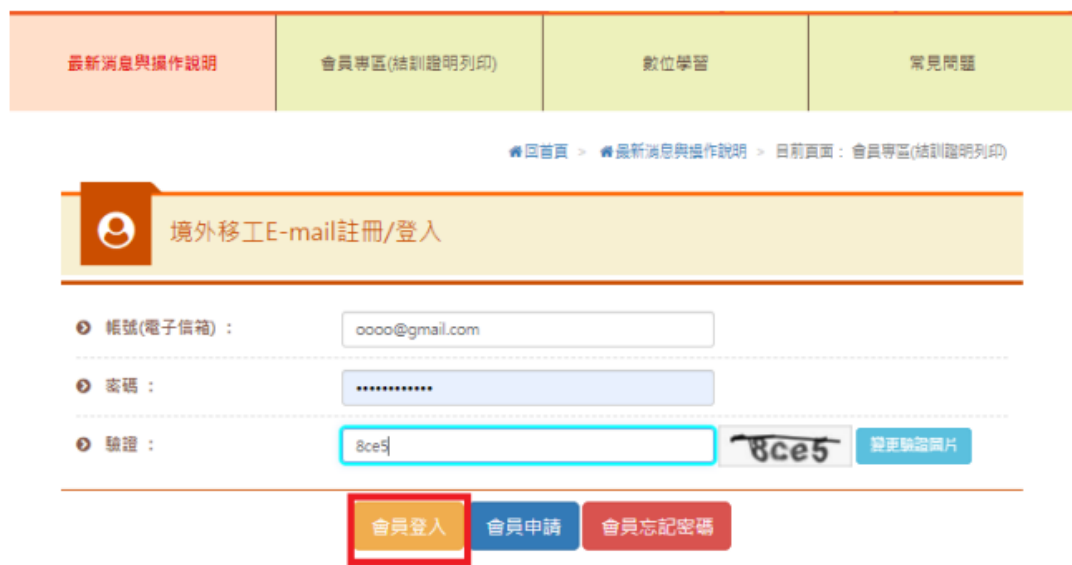 最新消息與操作說明 會員專區(結訓證明列印) 數位學習 常見問題
回首頁 > 最新消息與操作說明 > 目前頁面：會員專區(結訓證明列印)
境外移工E-mail註冊/登入
帳號(電子信箱)： oooo@gmail.com
密碼： ••••••••••••
驗證： 8ce5 8ce5 變更驗證圖片
會員登入 會員申請 會員忘記密碼